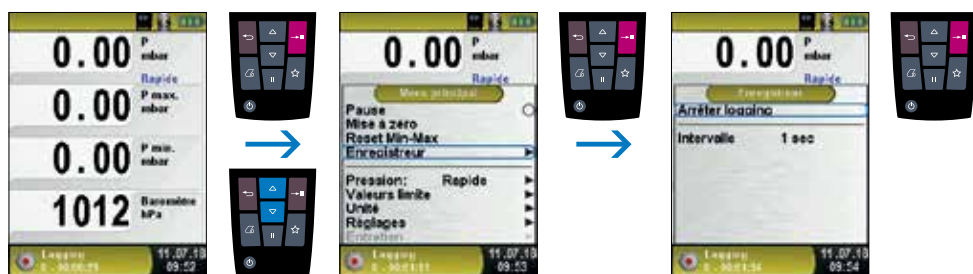 0.00 P mbar
Rapide
0.00 P max. mbar
0.00 P min. mbar
1012 Baromètre hPa
Logging
11.07.18
09:52
0.00 P mbar
Rapide
Menu principal
Pause
Mise à zero
Reset Min-Max
Enregistreur
Pression: Rapide
Valeurs limite
Unité
Réglages
Entretien
Logging
11.07.18
09:53
0.00 P mbar
Rapide
Enregistreur
Arrêter logging
Intervalle 1 sec
Logging
11.07.18
09:54